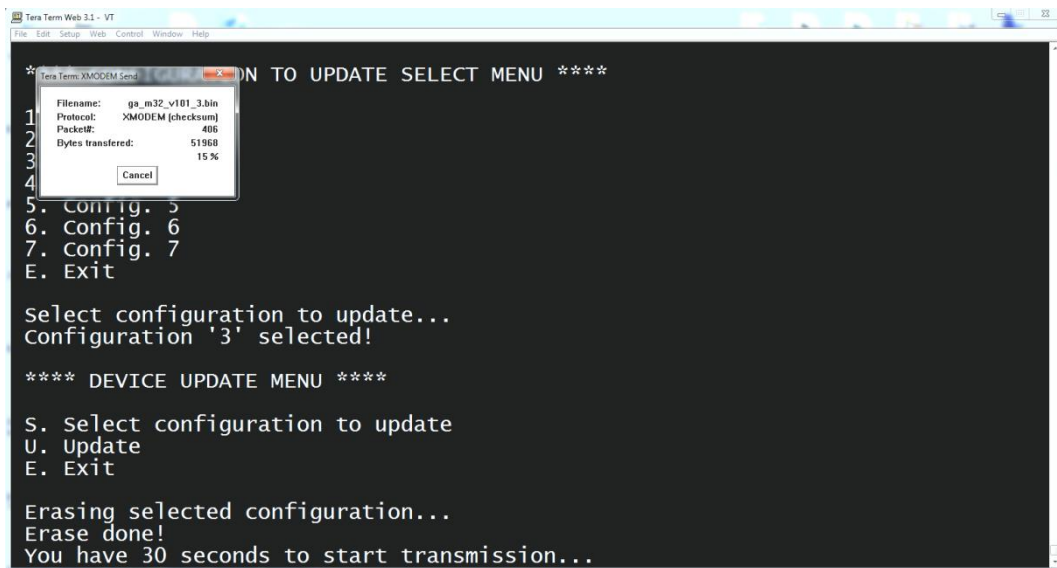 Tera Term Web 3.1 - VT
File Edit Setup Web Control Window Help
N TO UPDATE SELECT MENU ****
Tera Term: XMODEM Send
Filename: ga_m32_v101_3.bin
Protocol: XMODEM (checksum)
Packet#: 406
Bytes transfered: 51968
15 %
Cancel
1
2
3
4
5. Config. 5
6. Config. 6
7. Config. 7
E. Exit
Select configuration to update...
Configuration '3' selected!
**** DEVICE UPDATE MENU ****
S. Select configuration to update
U. Update
E. Exit
Erasing selected configuration...
Erase done!
You have 30 seconds to start transmission...